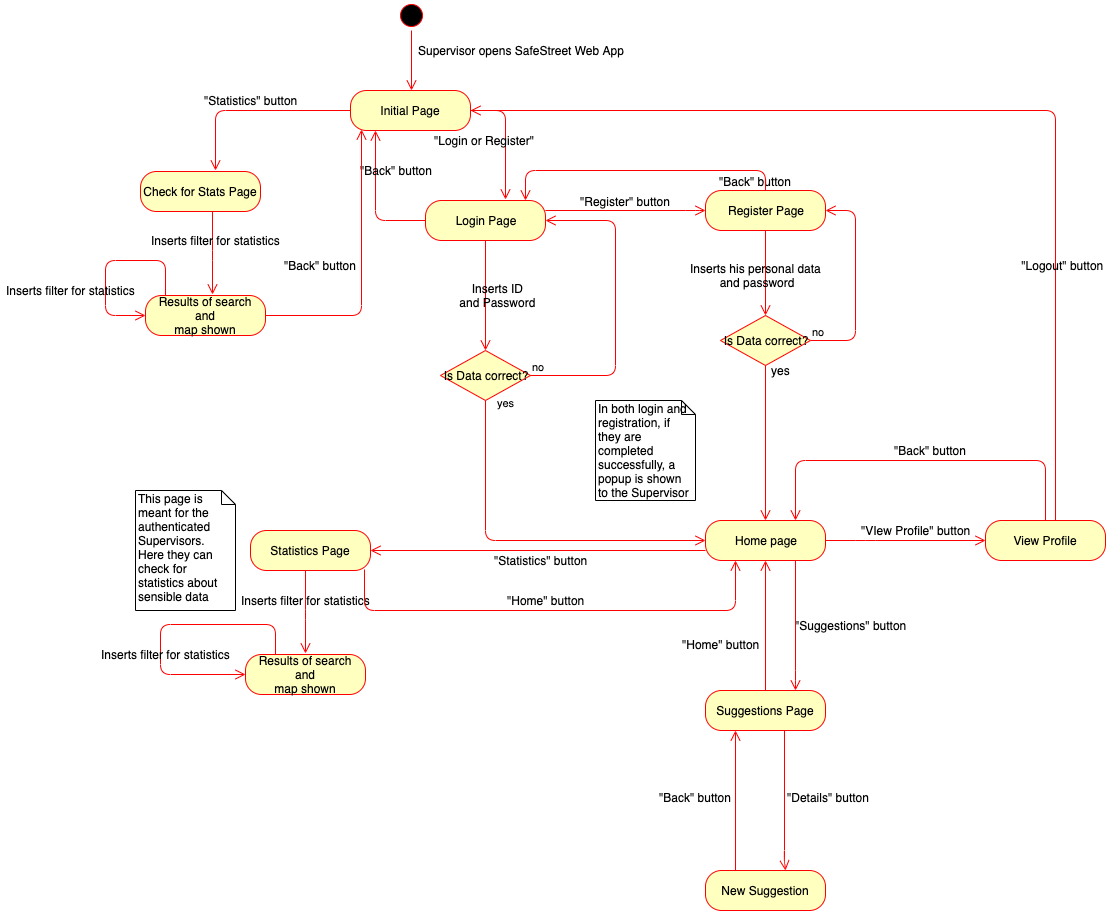 Supervisor opens SafeStreet Web App
"Statistics" button
Initial Page
"Login or Register"
"Back" button
"Back" button
Check for Stats Page
"Register" button
Login Page
Register Page
Inserts filter for statistics
"Back" button
"Logout" button
Inserts his personal data
and password
Inserts filter for statistics
Inserts ID
and Password
Results of search
and
map shown
no
Is Data correct?
yes
no
Is Data correct?
yes
In both login and
registration, if
they are
completed
successfully, a
popup is shown
to the Supervisor
"Back" button
This page is
meant for the
authenticated
Supervisors.
Here they can
check for
statistics about
sensible data
Statistics Page
Home page
"VIew Profile" button
View Profile
"Statistics" button
Inserts filter for statistics
"Home" button
"Suggestions" button
"Home" button
Inserts filter for statistics
Results of search
and
map shown
Suggestions Page
"Back" button
"Details" button
New Suggestion